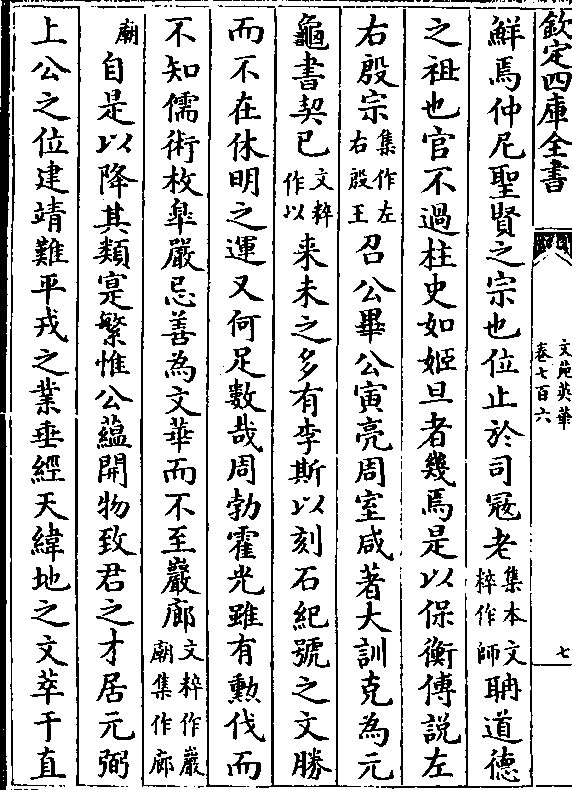 欽定四庫全書
文苑英華
卷七百六
七
鮮焉仲尼聖賢之宗也位止於司冦老集本文粹作師聃道德
之祖也官不過柱史如姬旦者幾焉是以保衡傅說左
右殷宗集作左右殷王召公畢公寅亮周室咸著大訓克為元
龜書契已文粹作以来未之多有李斯以刻石紀號之文勝
而不在休明之運又何足數哉周勃霍光雖有勲伐而
不知儒術枚臯嚴忌善為文華而不至巖廊文粹作巖廟集作廊
廟自是以降其類寔繁惟公藴開物致君之才居元弼
上公之位建靖難平戎之業垂經天緯地之文萃于直